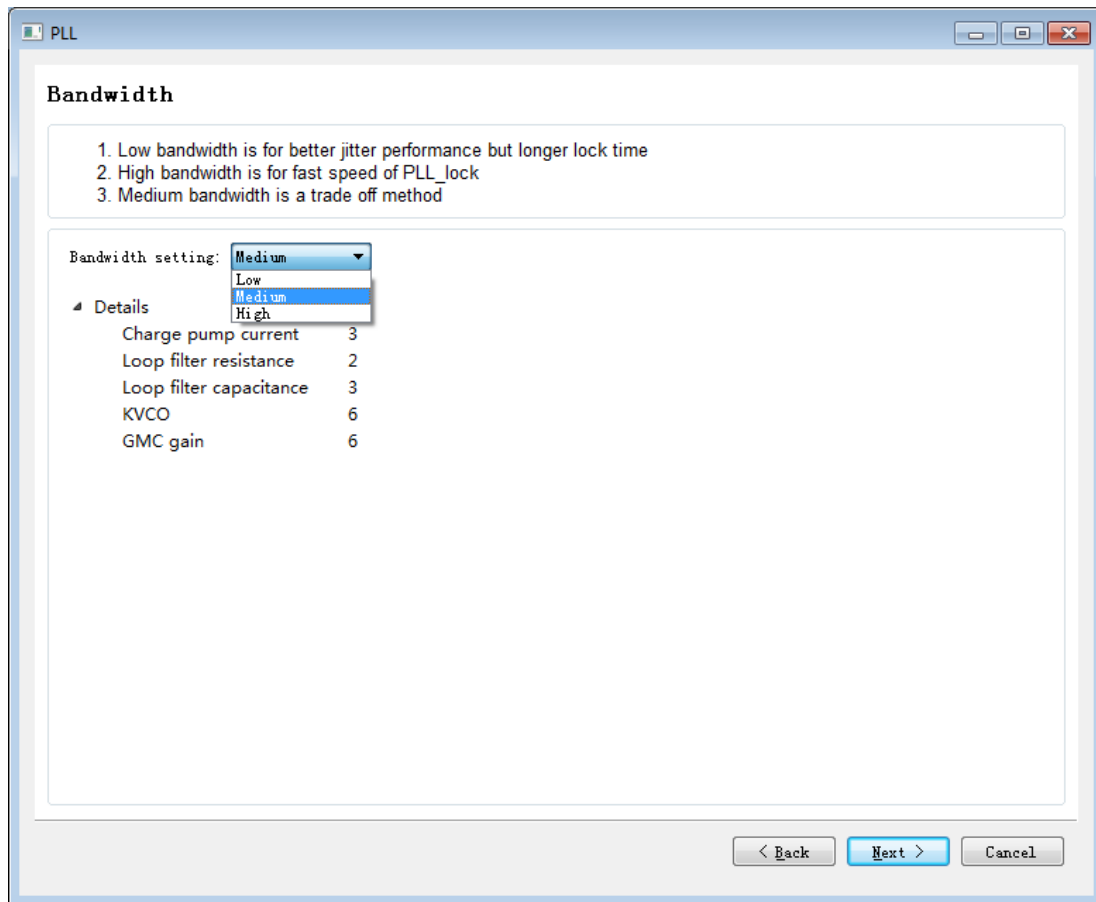 PLL
Bandwidth
1. Low bandwidth is for better jitter performance but longer lock time
2. High bandwidth is for fast speed of PLL_lock
3. Medium bandwidth is a trade off method
Bandwidth setting: Medium
Low
Medium
High
Details
Charge pump current 3
Loop filter resistance 2
Loop filter capacitance 3
KVCO 6
GMC gain 6
< Back Next > Cancel